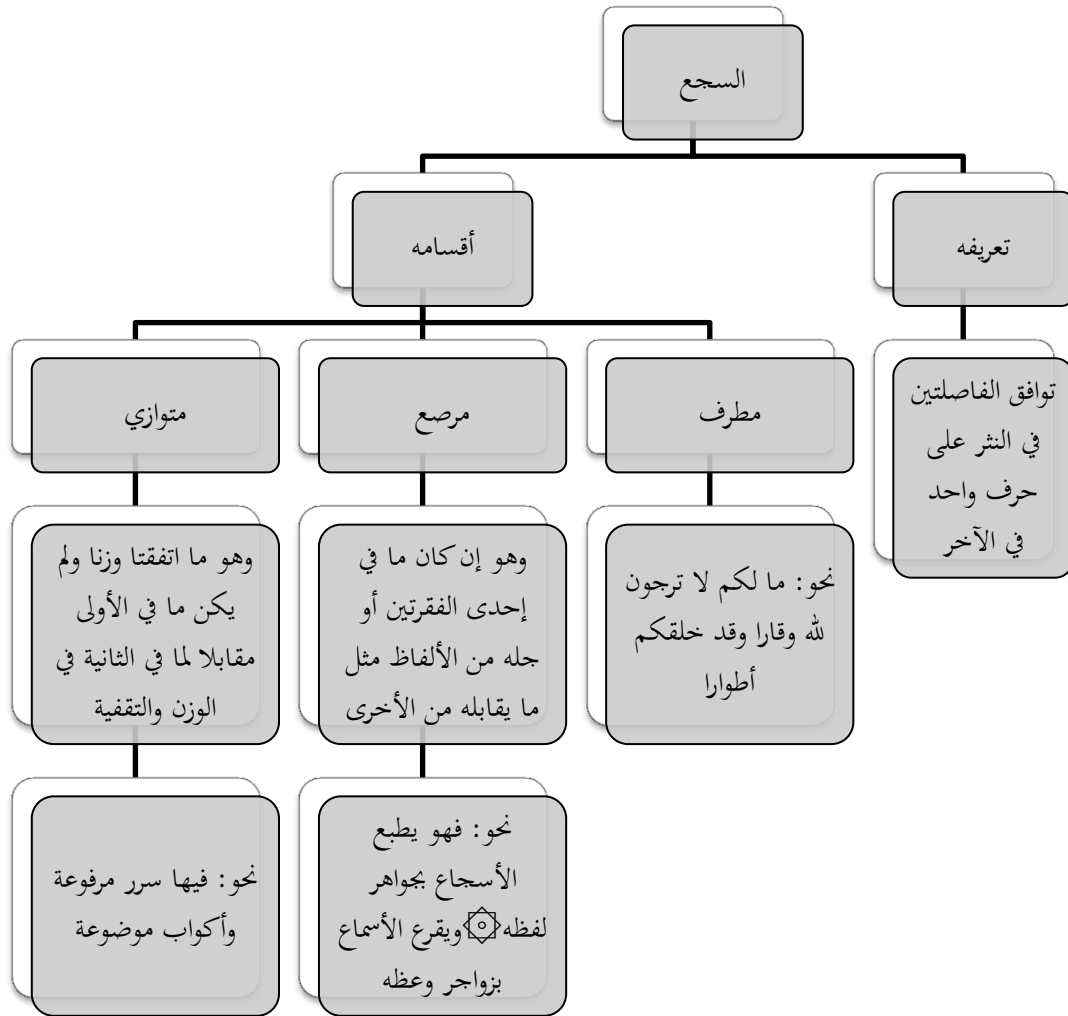 السجع
تعريفه
أقسامه
توافق الفاصلتين
في النثر على
حرف واحد
في الآخر
مطرف
مرصع
متوازي
نحو: ما لكم لا ترجون
لله وقارا وقد خلقكم
أطوارا
وهو إن كان ما في
إحدى الفقرتين أو
جله من الألفاظ مثل
ما يقابله من الأخرى
وهو ما اتفقتا وزنا ولم
يكن ما في الأولى
مقابلا لما في الثانية في
الوزن والتقفية
نحو: فهو يطبع
الأسجاع بجواهر
لفظه۞ويقرع الأسماع
بزواجر وعظه
نحو: فيها سرر مرفوعة
وأكواب موضوعة